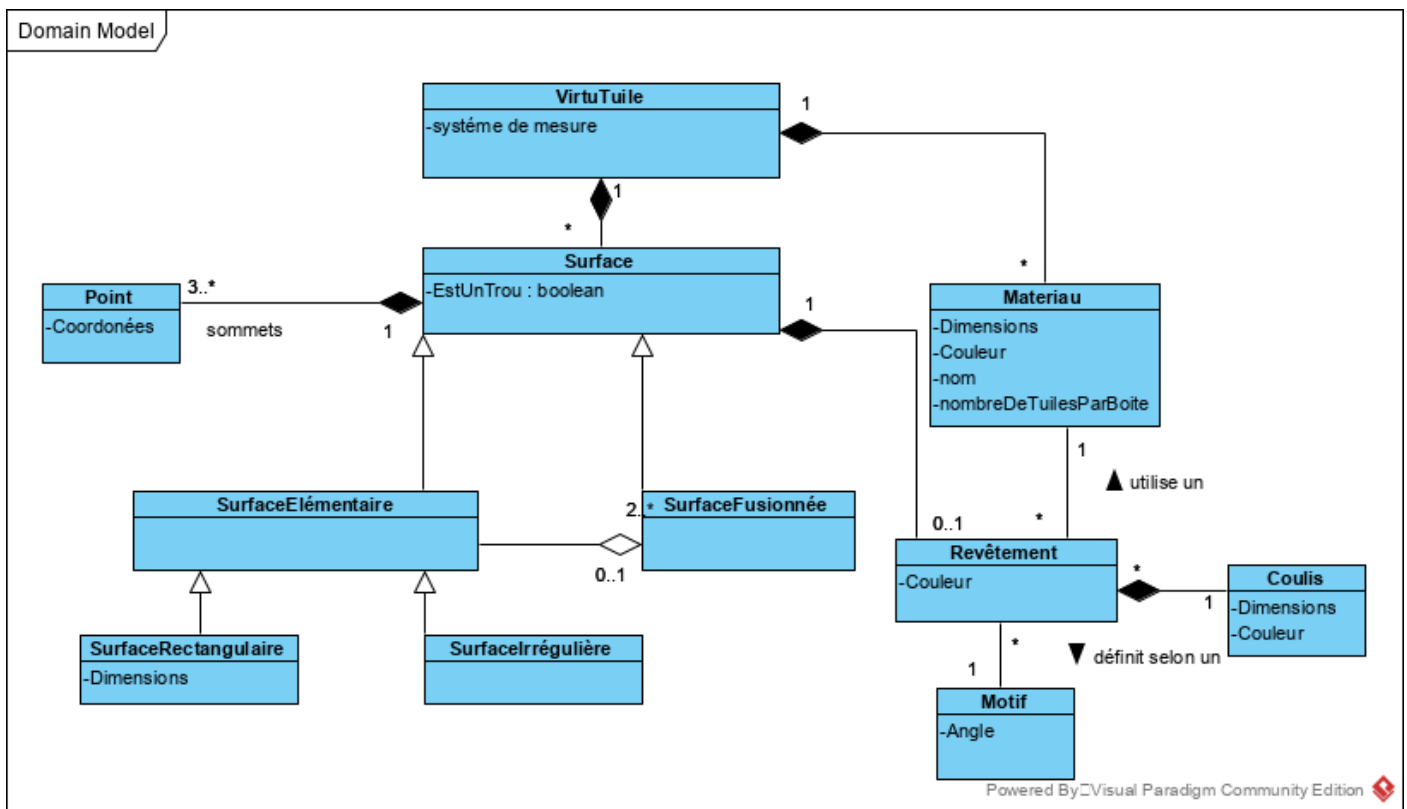 Domain Model
VirtuTuile
-systéme de mesure
1
1
*
*
Surface
-EstUnTrou : boolean
3..*
sommets
1
1
Point
-Coordonées
Materiau
-Dimensions
-Couleur
-nom
-nombreDeTuilesParBoite
1
utilise un
*
SurfaceElémentaire
2..*
0..1
SurfaceFusionnée
0..1
Revêtement
-Couleur
*
1
Coulis
-Dimensions
-Couleur
SurfaceRectangulaire
-Dimensions
SurfaceIrrégulière
*
définit selon un
1
Motif
-Angle
Powered By Visual Paradigm Community Edition